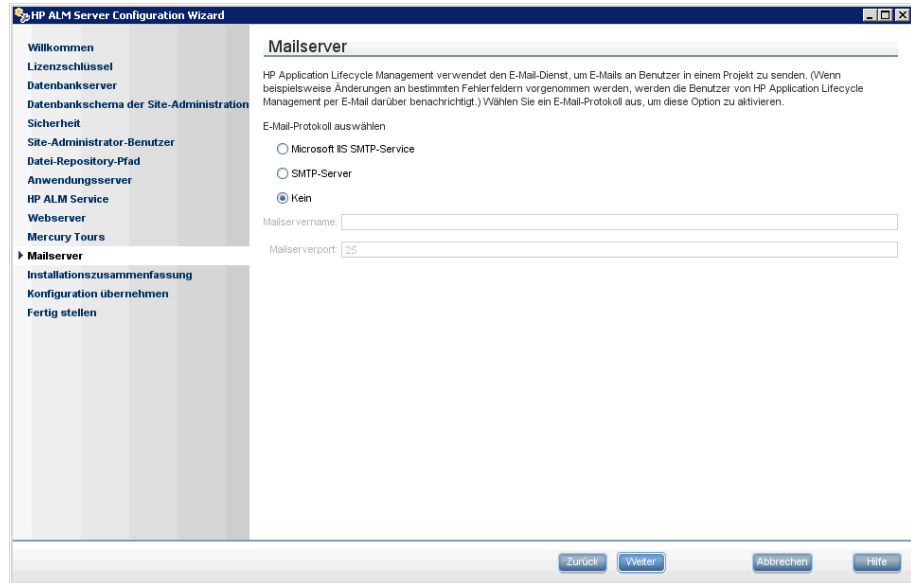 HP ALM Server Configuration Wizard
Willkommen
Lizenzschlüssel
Datenbankserver
Datenbankschema der Site-Administration
Sicherheit
Site-Administrator-Benutzer
Datei-Repository-Pfad
Anwendungsserver
HP ALM Service
Webserver
Mercury Tours
Mailserver
Installationszusammenfassung
Konfiguration übernehmen
Fertig stellen
Mailserver
HP Application Lifecycle Management verwendet den E-Mail-Dienst, um E-Mails an Benutzer in einem Projekt zu senden. (Wenn
beispielsweise Änderungen an bestimmten Fehlerfeldern vorgenommen werden, werden die Benutzer von HP Application Lifecycle
Management per E-Mail darüber benachrichtigt.) Wählen Sie ein E-Mail-Protokoll aus, um diese Option zu aktivieren.
E-Mail-Protokoll auswählen
Microsoft IIS SMTP-Service
SMTP-Server
Kein
Mailservername:
Mailserverport: 25
Zurück Weiter Abbrechen Hilfe